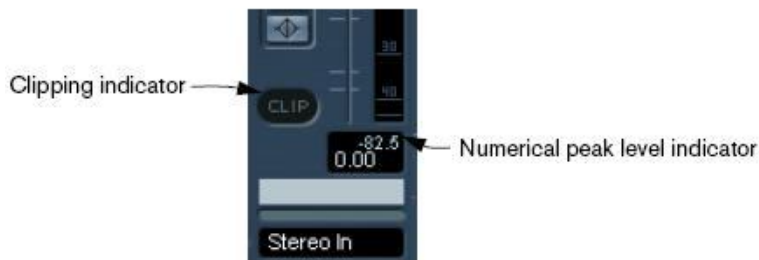 30
Clipping indicator
40
CLIP
-82.5
0.00
Numerical peak level indicator
Stereo In